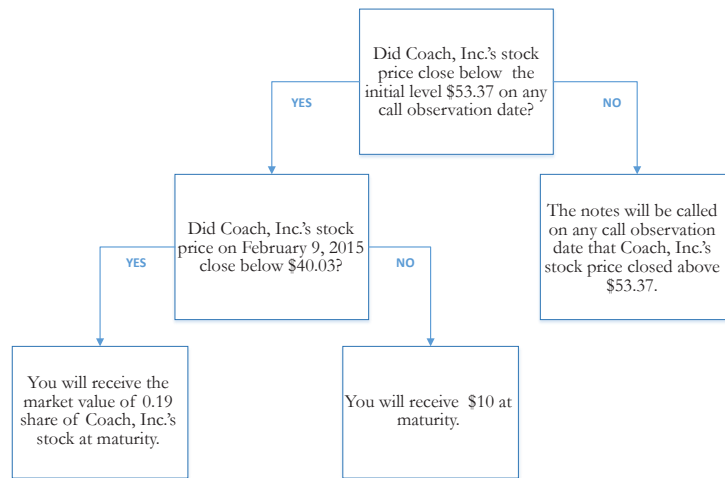 Did Coach, Inc.'s stock
price close below the
initial level $53.37 on any
call observation date?
YES
NO
Did Coach, Inc.'s stock
price on February 9, 2015
close below $40.03?
The notes will be called
on any call observation
date that Coach, Inc.'s
stock price closed above
$53.37.
YES
NO
You will receive the
market value of 0.19
share of Coach, Inc.'s
stock at maturity.
You will receive $10 at
maturity.